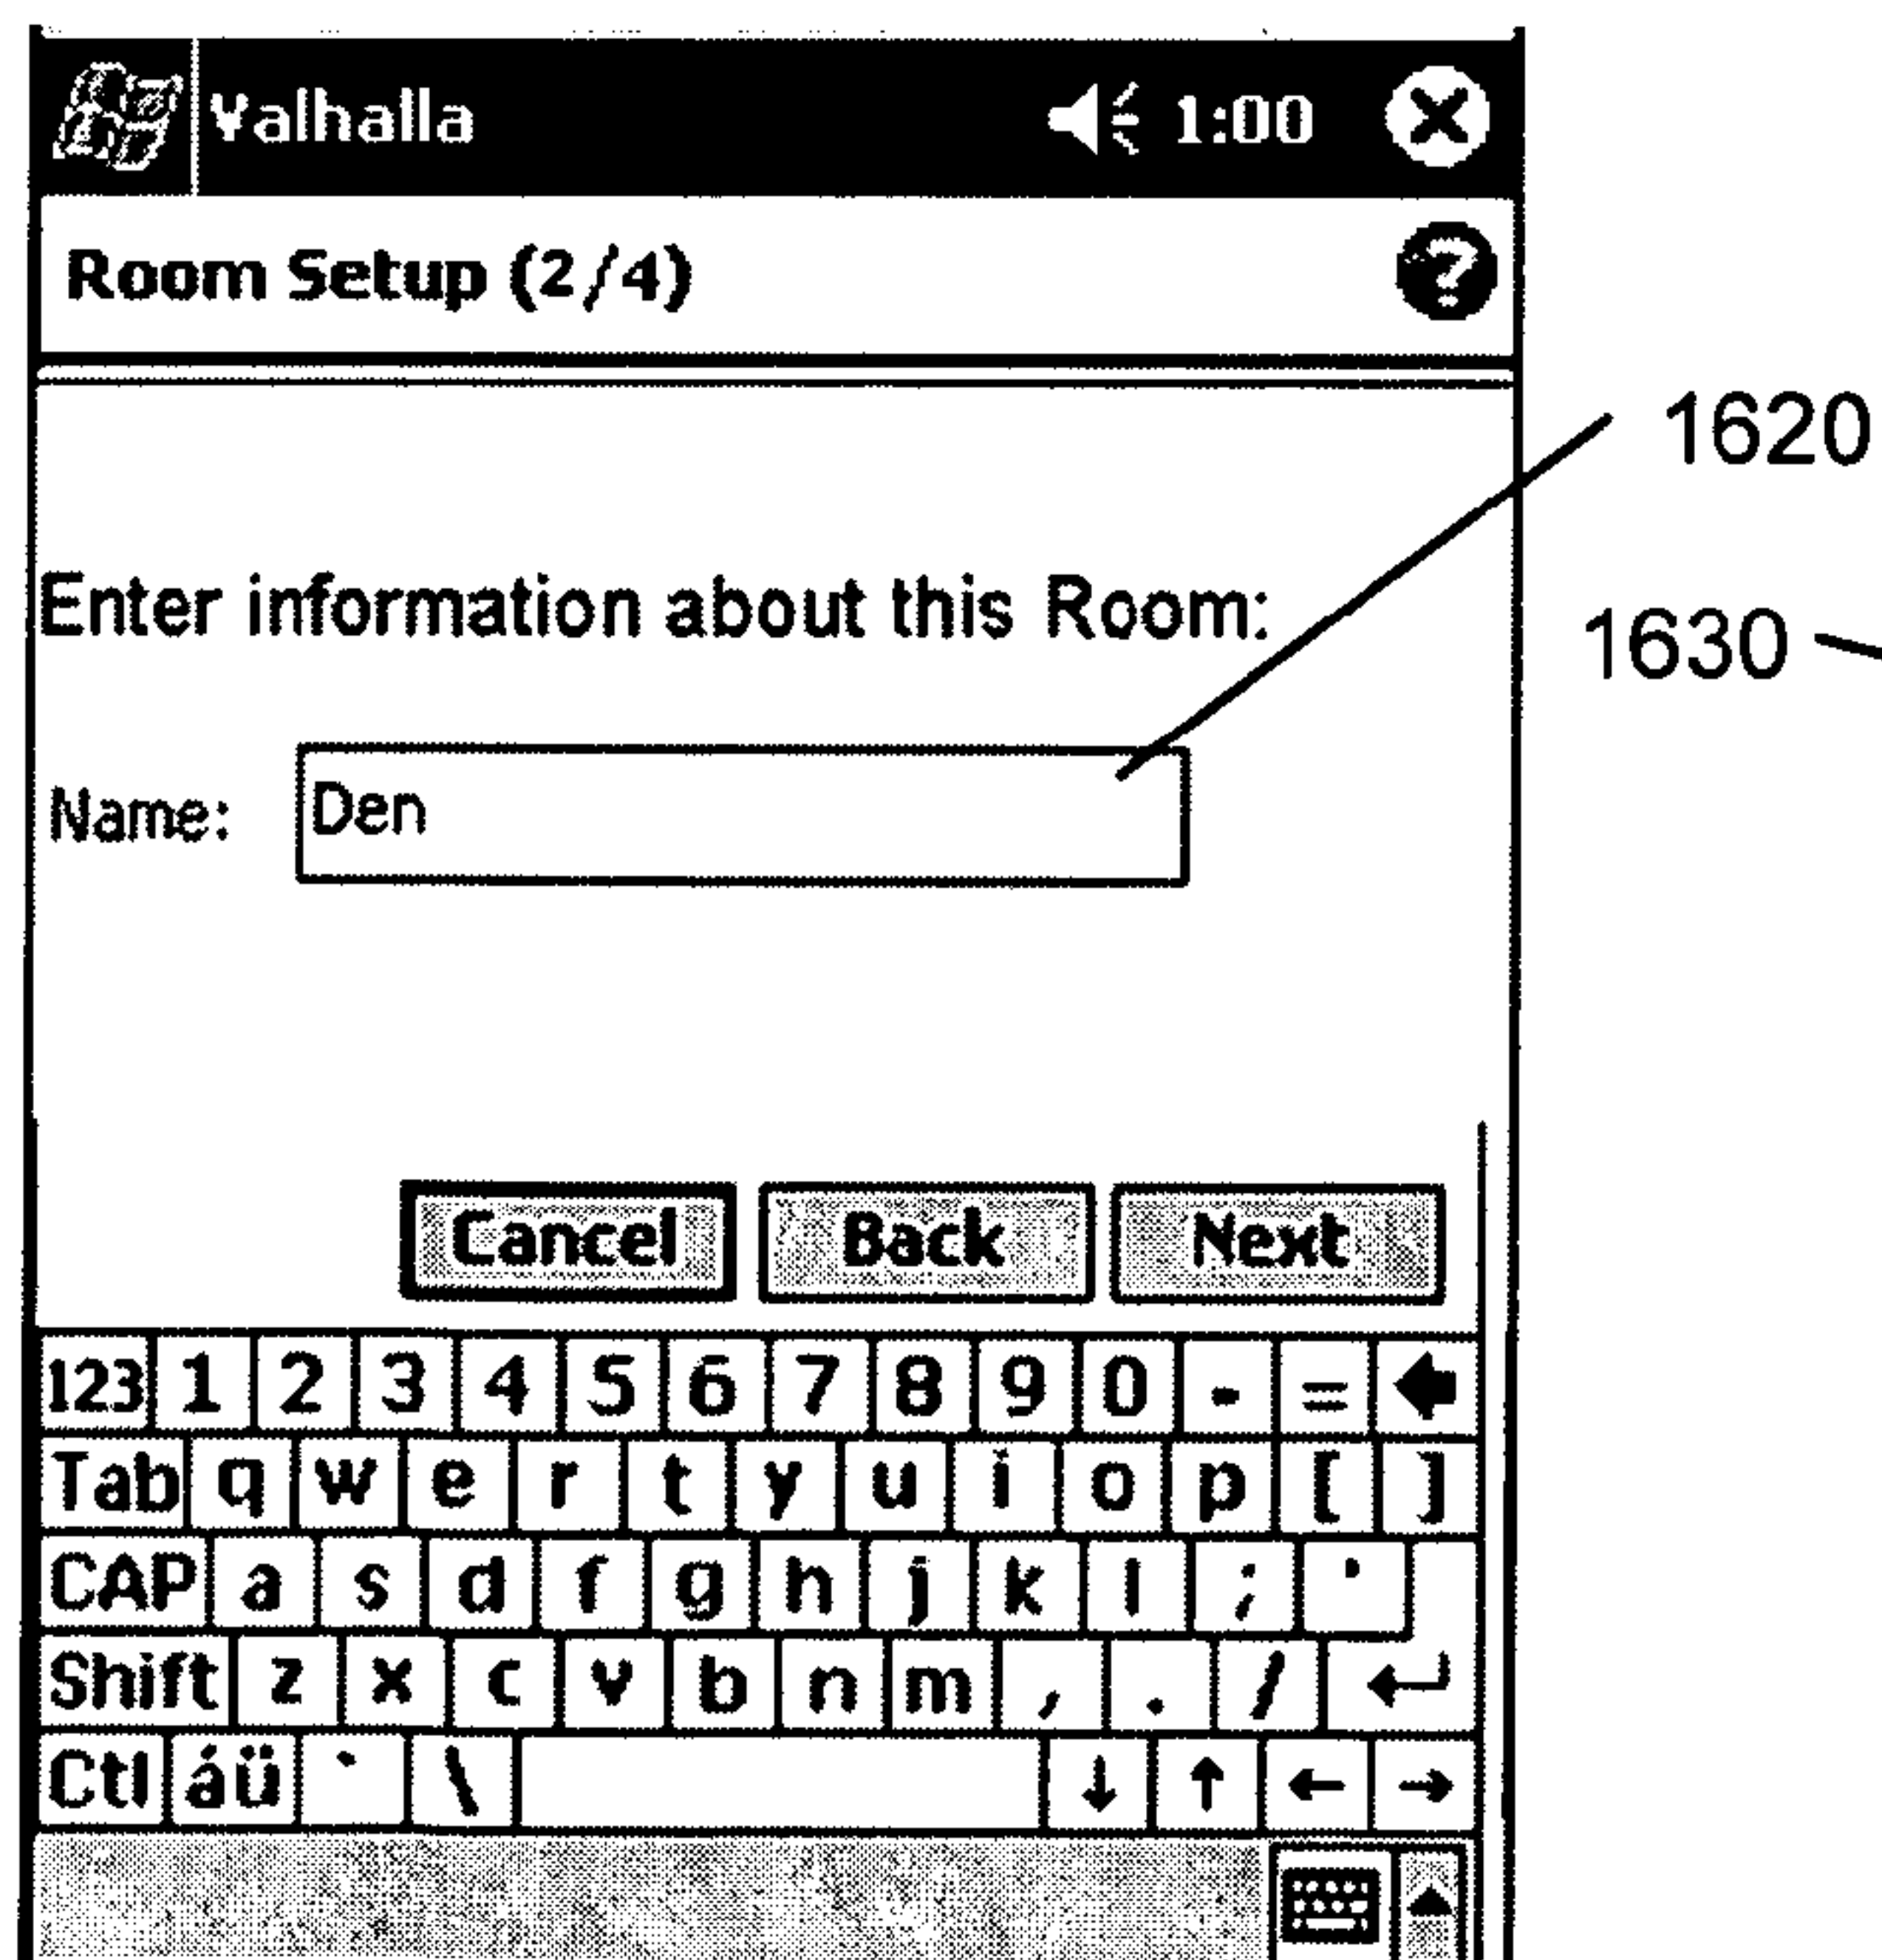 Valhalla 1:00
Room Setup (2/4) ?
1620
Enter information about this Room:
1630
Name: Den
Cancel Back Next
123 1 2 3 4 5 6 7 8 9 0 - =
Tab q w e r t y u i o p [ ]
CAP a s d f g h j k l ; '
Shift z x c v b n m , . /
Ctl áü ` \